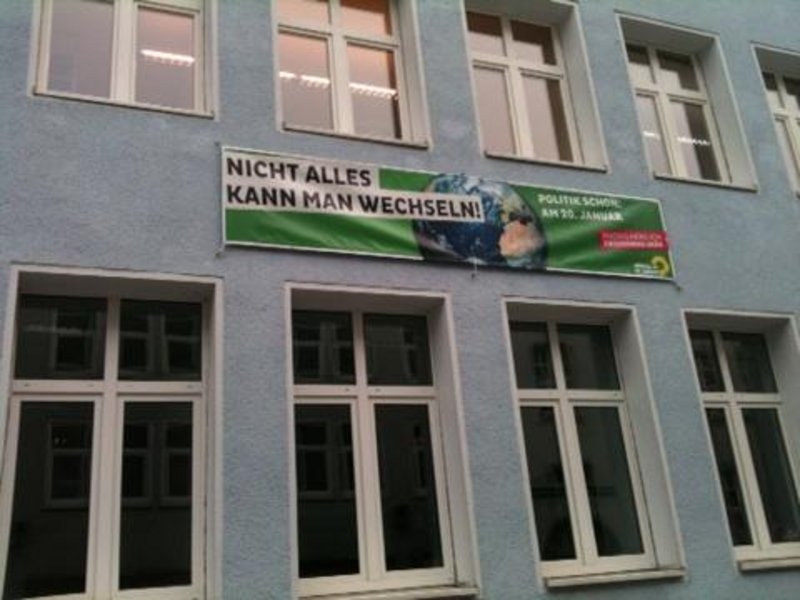 NICHT ALLES
KANN MAN WECHSELN!
POLITIK SCHON.
AM 20. JANUAR